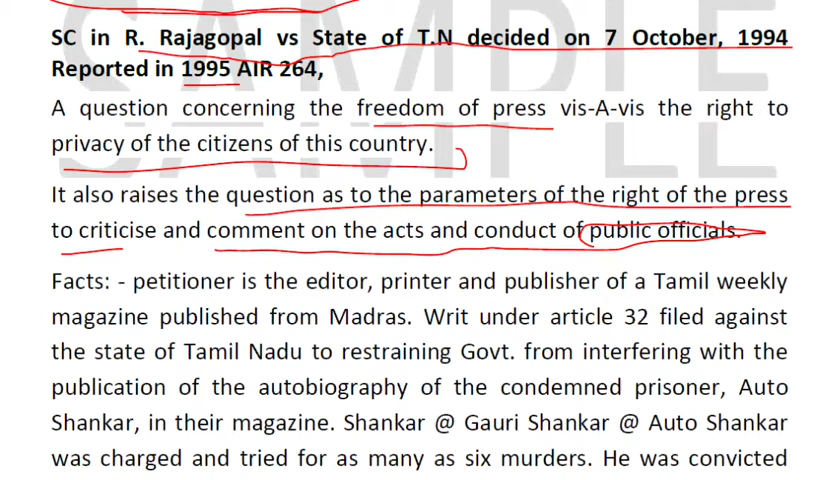 SC in R. Rajagopal vs State of T.N decided on 7 October, 1994
Reported in 1995 AIR 264,
A question concerning the freedom of press vis-A-vis the right to
privacy of the citizens of this country.
It also raises the question as to the parameters of the right of the press
to criticise and comment on the acts and conduct of public officials.
Facts: - petitioner is the editor, printer and publisher of a Tamil weekly
magazine published from Madras. Writ under article 32 filed against
the state of Tamil Nadu to restraining Govt. from interfering with the
publication of the autobiography of the condemned prisoner, Auto
Shankar, in their magazine. Shankar @ Gauri Shankar @ Auto Shankar
was charged and tried for as many as six murders. He was convicted
SAMPLE